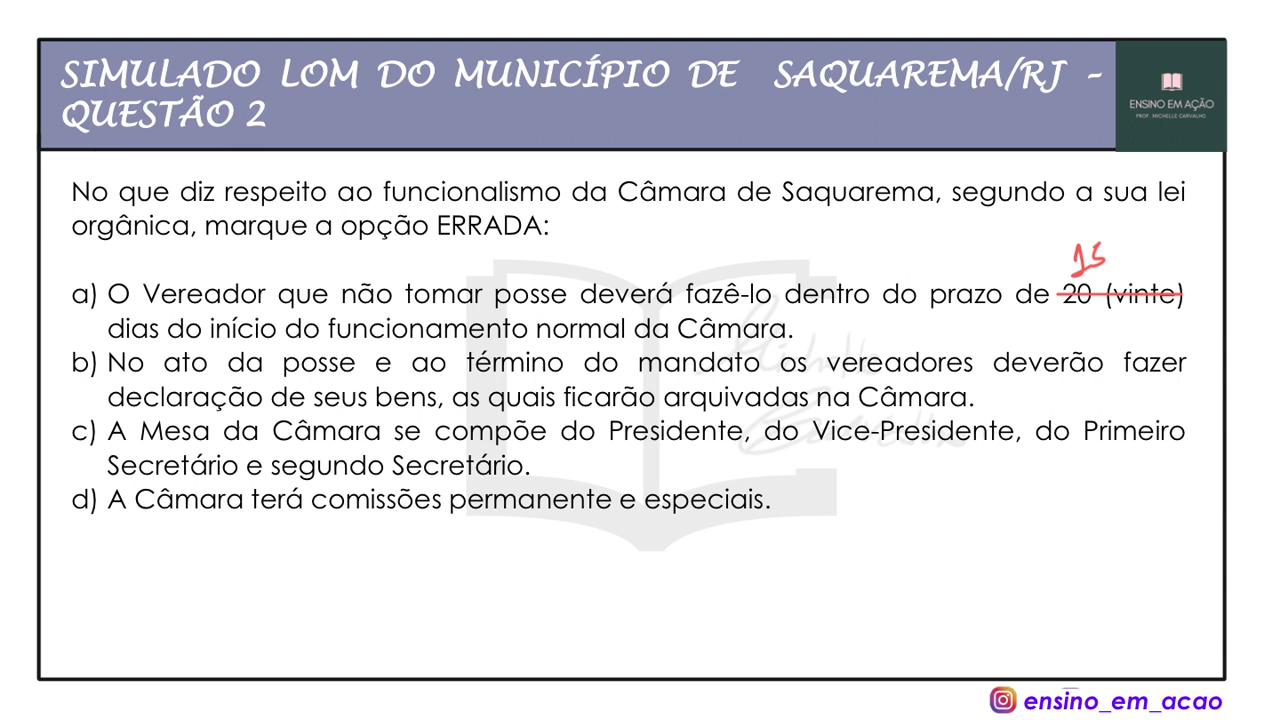 SIMULADO LOM DO MUNICÍPIO DE SAQUAREMA/RJ –
QUESTÃO 2
ENSINO EM AÇÃO
PROF. MICHELLE CARVALHO
No que diz respeito ao funcionalismo da Câmara de Saquarema, segundo a sua lei
orgânica, marque a opção ERRADA:
15
a) O Vereador que não tomar posse deverá fazê-lo dentro do prazo de 20 (vinte)
dias do início do funcionamento normal da Câmara.
b) No ato da posse e ao término do mandato os vereadores deverão fazer
declaração de seus bens, as quais ficarão arquivadas na Câmara.
c) A Mesa da Câmara se compõe do Presidente, do Vice-Presidente, do Primeiro
Secretário e segundo Secretário.
d) A Câmara terá comissões permanente e especiais.
ensino_em_acao